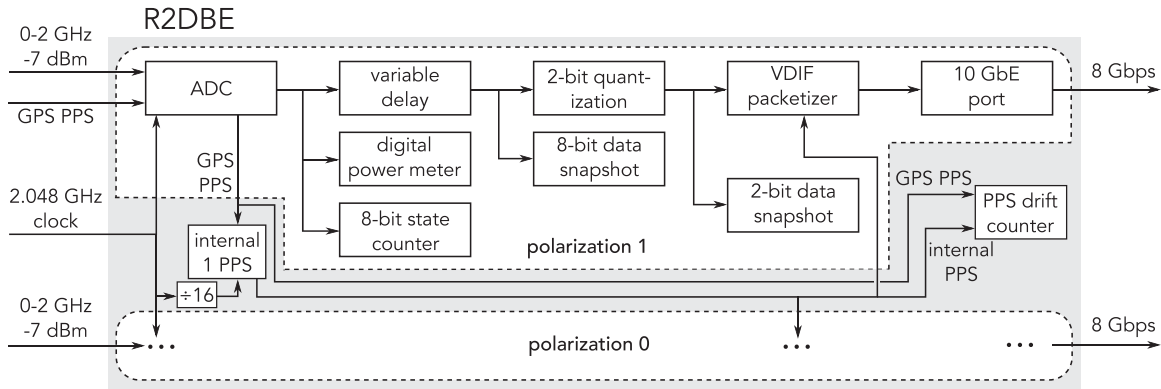 R2DBE
0-2 GHz
-7 dBm
GPS PPS
2.048 GHz
clock
0-2 GHz
-7 dBm
ADC
variable
delay
2-bit quant-
ization
VDIF
packetizer
10 GbE
port
8 Gbps
digital
power meter
8-bit data
snapshot
GPS
PPS
8-bit state
counter
2-bit data
snapshot
GPS PPS
PPS drift
counter
internal
1 PPS
polarization 1
internal
PPS
÷16
polarization 0
8 Gbps
...
...
...